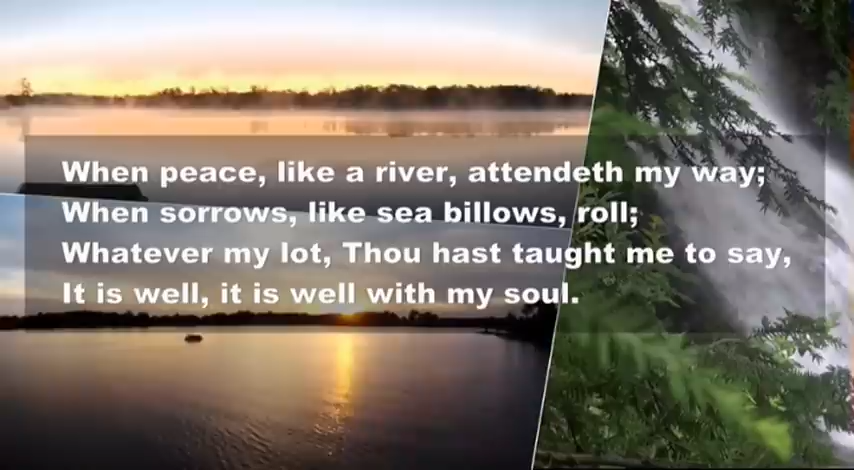 When peace, like a river, attendeth my way;
When sorrows, like sea billows, roll;
Whatever my lot, Thou hast taught me to say,
It is well, it is well with my soul.